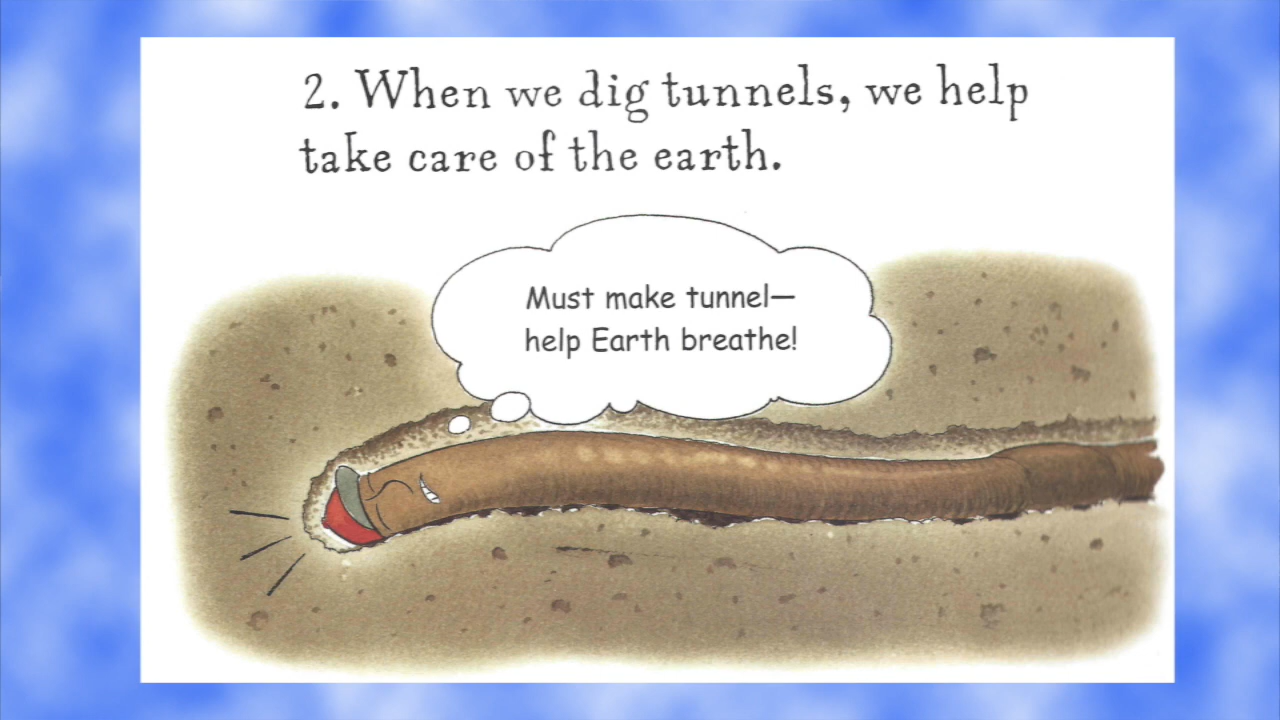 2. When we dig tunnels, we help
take care of the earth.
Must make tunnel—
help Earth breathe!